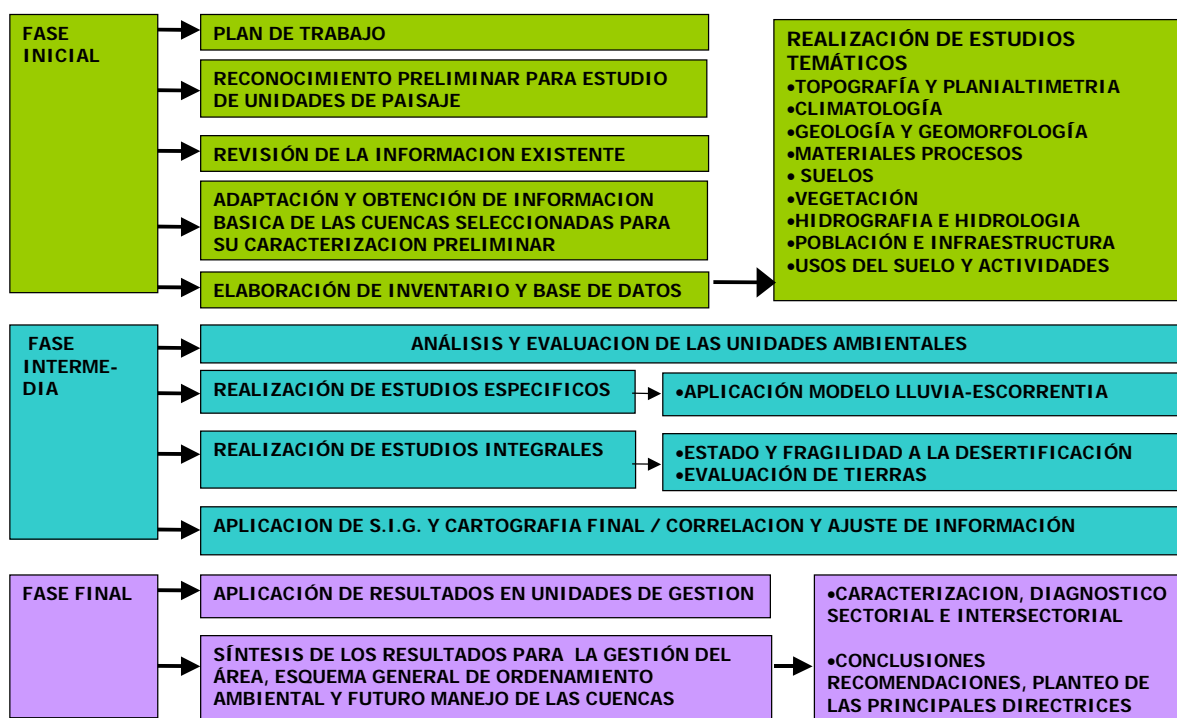 FASE
INICIAL
PLAN DE TRABAJO
RECONOCIMIENTO PRELIMINAR PARA ESTUDIO
DE UNIDADES DE PAISAJE
REVISIÓN DE LA INFORMACION EXISTENTE
ADAPTACIÓN Y OBTENCIÓN DE INFORMACION
BASICA DE LAS CUENCAS SELECCIONADAS PARA
SU CARACTERIZACION PRELIMINAR
ELABORACIÓN DE INVENTARIO Y BASE DE DATOS
REALIZACIÓN DE ESTUDIOS
TEMÁTICOS
•TOPOGRAFÍA Y PLANIALTIMETRIA
•CLIMATOLOGÍA
•GEOLOGÍA Y GEOMORFOLOGÍA
•MATERIALES PROCESOS
• SUELOS
•VEGETACIÓN
•HIDROGRAFIA E HIDROLOGIA
•POBLACIÓN E INFRAESTRUCTURA
•USOS DEL SUELO Y ACTIVIDADES
FASE
INTERME-
DIA
ANÁLISIS Y EVALUACION DE LAS UNIDADES AMBIENTALES
REALIZACIÓN DE ESTUDIOS ESPECIFICOS
•APLICACIÓN MODELO LLUVIA-ESCORRENTIA
REALIZACIÓN DE ESTUDIOS INTEGRALES
•ESTADO Y FRAGILIDAD A LA DESERTIFICACIÓN
•EVALUACIÓN DE TIERRAS
APLICACION DE S.I.G. Y CARTOGRAFIA FINAL / CORRELACION Y AJUSTE DE INFORMACIÓN
FASE FINAL
APLICACIÓN DE RESULTADOS EN UNIDADES DE GESTION
SÍNTESIS DE LOS RESULTADOS PARA LA GESTIÓN DEL
ÁREA, ESQUEMA GENERAL DE ORDENAMIENTO
AMBIENTAL Y FUTURO MANEJO DE LAS CUENCAS
•CARACTERIZACION, DIAGNOSTICO
SECTORIAL E INTERSECTORIAL
•CONCLUSIONES
RECOMENDACIONES, PLANTEO DE
LAS PRINCIPALES DIRECTRICES